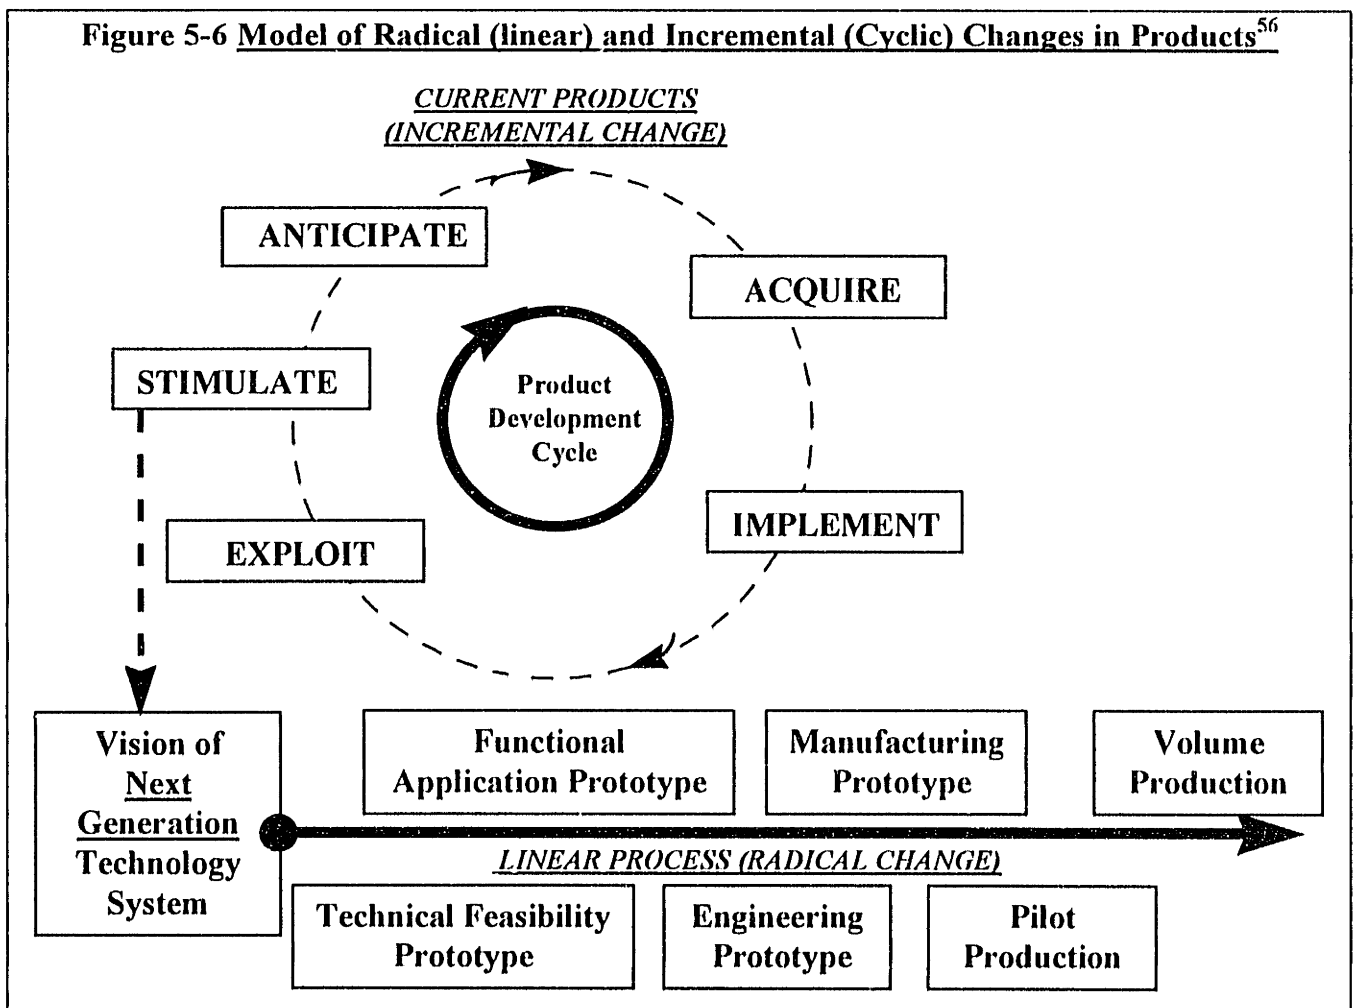 Figure 5-6 Model of Radical (linear) and Incremental (Cyclic) Changes in Products56
CURRENT PRODUCTS
(INCREMENTAL CHANGE)
ANTICIPATE
ACQUIRE
STIMULATE
Product
Development
Cycle
IMPLEMENT
EXPLOIT
Vision of
Next
Generation
Technology
System
Functional
Application Prototype
Manufacturing
Prototype
Volume
Production
LINEAR PROCESS (RADICAL CHANGE)
Technical Feasibility
Prototype
Engineering
Prototype
Pilot
Production